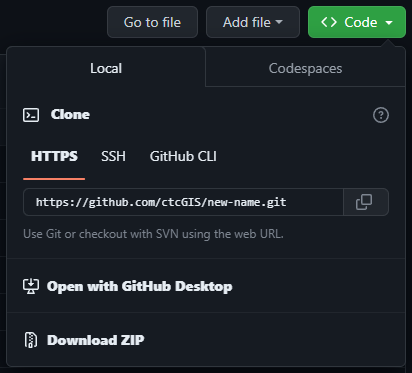 Go to file Add file Code
Local Codespaces
Clone
HTTPS SSH GitHub CLI
https://github.com/ctcGIS/new-name.git
Use Git or checkout with SVN using the web URL.
Open with GitHub Desktop
Download ZIP